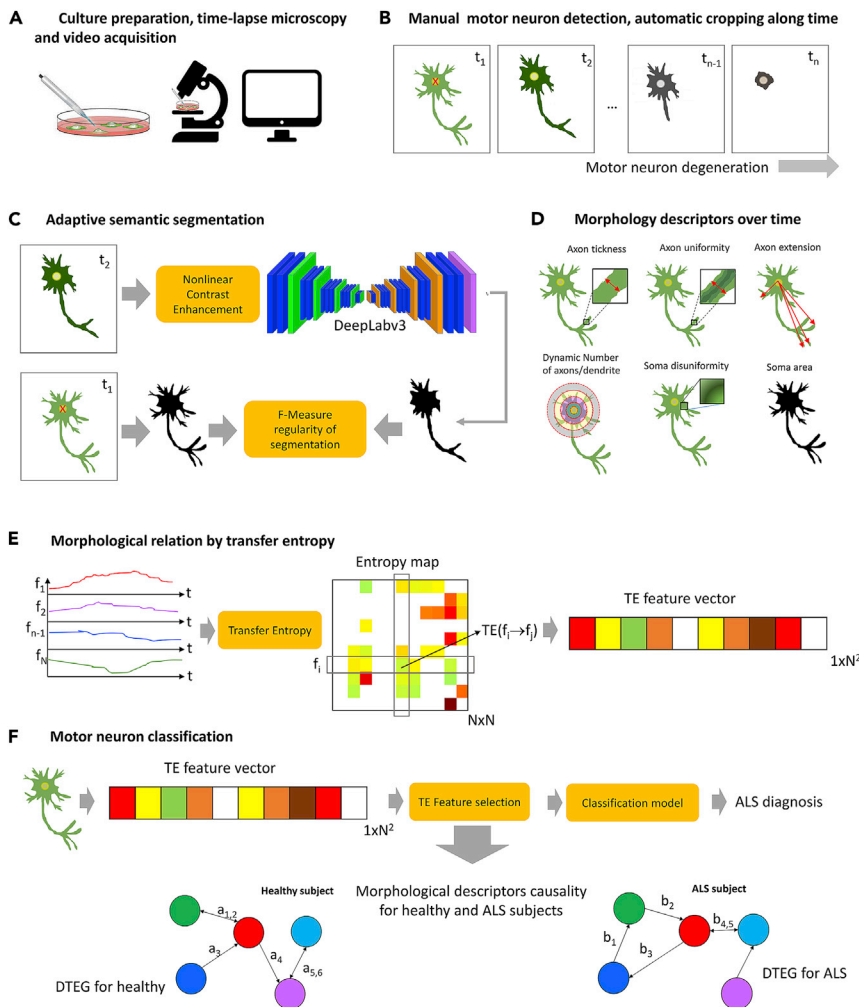 A
Culture preparation, time-lapse microscopy
and video acquisition
B
Manual motor neuron detection, automatic cropping along time
t1
x
t2
...
tn-1
tn
Motor neuron degeneration
C
Adaptive semantic segmentation
t2
Nonlinear
Contrast
Enhancement
DeepLabv3
t1
x
F-Measure
regularity of
segmentation
D
Morphology descriptors over time
Axon tickness
Axon uniformity
Axon extension
Dynamic Number
of axons/dendrite
Soma disuniformity
Soma area
E
Morphological relation by transfer entropy
f1
t
f2
t
fn-1
t
fN
t
Transfer Entropy
Entropy map
fi
NxN
TE(fi→fj)
TE feature vector
1xN²
F
Motor neuron classification
TE feature vector
1xN²
TE Feature selection
Classification model
ALS diagnosis
Morphological descriptors causality
for healthy and ALS subjects
Healthy subject
a1,2
a3
a4
a5,6
DTEG for healthy
ALS subject
b2
b4,5
b1
b3
DTEG for ALS